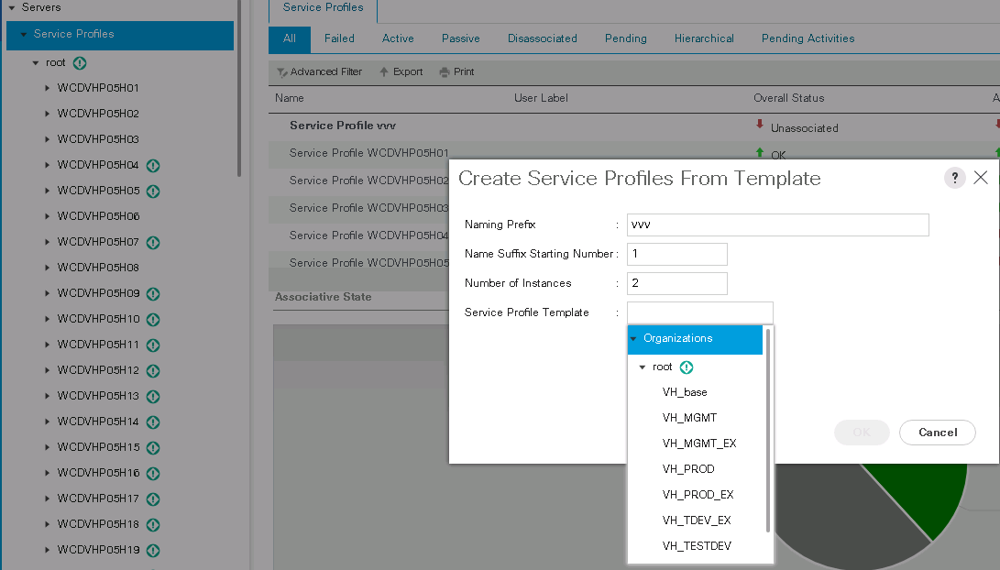 Servers
Service Profiles
root
WCDVHP05H01
WCDVHP05H02
WCDVHP05H03
WCDVHP05H04
WCDVHP05H05
WCDVHP05H06
WCDVHP05H07
WCDVHP05H08
WCDVHP05H09
WCDVHP05H10
WCDVHP05H11
WCDVHP05H12
WCDVHP05H13
WCDVHP05H14
WCDVHP05H15
WCDVHP05H16
WCDVHP05H17
WCDVHP05H18
WCDVHP05H19
Service Profiles
All Failed Active Passive Disassociated Pending Hierarchical Pending Activities
Advanced Filter Export Print
Name User Label Overall Status A
Service Profile vvv Unassociated
Service Profile WCDVHP05H01 OK
Service Profile WCDVHP05H02
Service Profile WCDVHP05H03
Service Profile WCDVHP05H04
Service Profile WCDVHP05H05
Associative State
Create Service Profiles From Template ?
Naming Prefix : vvv
Name Suffix Starting Number : 1
Number of Instances : 2
Service Profile Template :
Organizations
root
VH_base
VH_MGMT
VH_MGMT_EX
VH_PROD
VH_PROD_EX
VH_TDEV_EX
VH_TESTDEV
OK Cancel